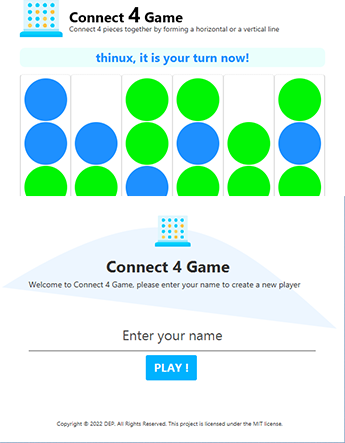 Connect 4 Game
Connect 4 pieces together by forming a horizontal or a vertical line
thinux, it is your turn now!
Connect 4 Game
Welcome to Connect 4 Game, please enter your name to create a new player
Enter your name
PLAY !
Copyright © 2022 DEP. All Rights Reserved. This project is licensed under the MIT license.